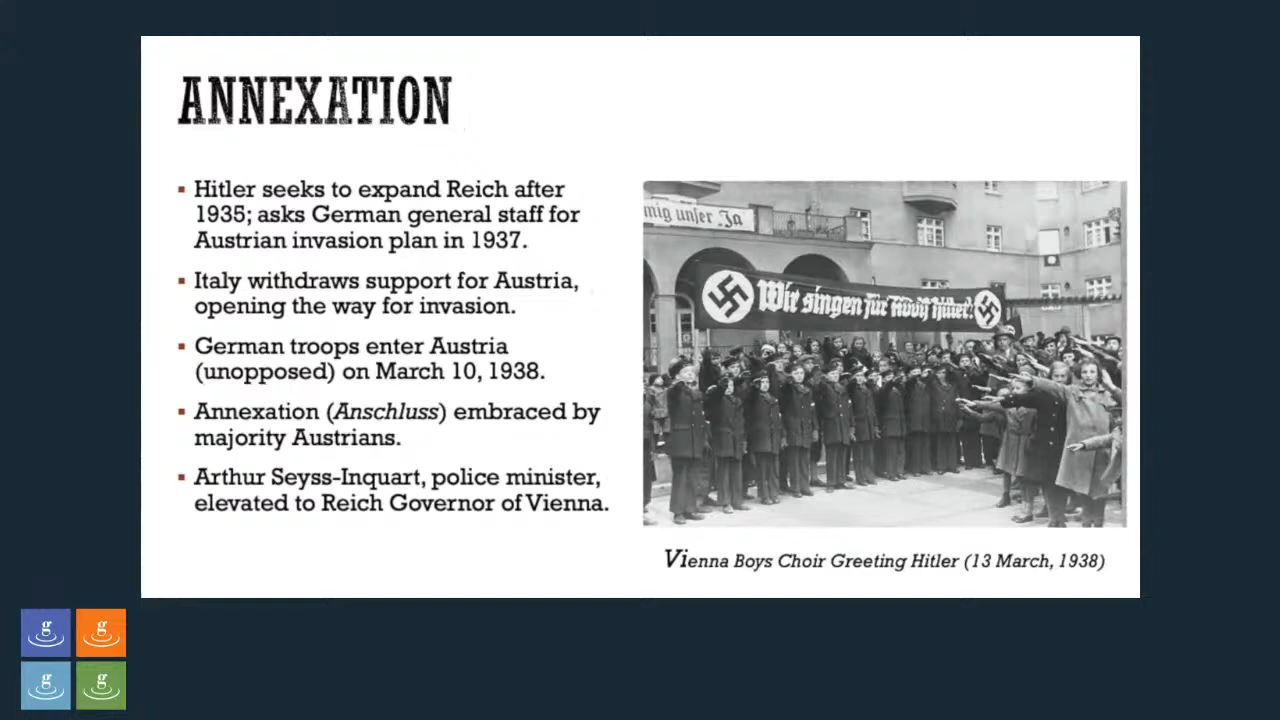 ANNEXATION
Hitler seeks to expand Reich after
1935; asks German general staff for
Austrian invasion plan in 1937.
Italy withdraws support for Austria,
opening the way for invasion.
German troops enter Austria
(unopposed) on March 10, 1938.
Annexation (Anschluss) embraced by
majority Austrians.
Arthur Seyss-Inquart, police minister,
elevated to Reich Governor of Vienna.
unser Ja
Wir singen für
Vienna Boys Choir Greeting Hitler (13 March, 1938)
g g
g g